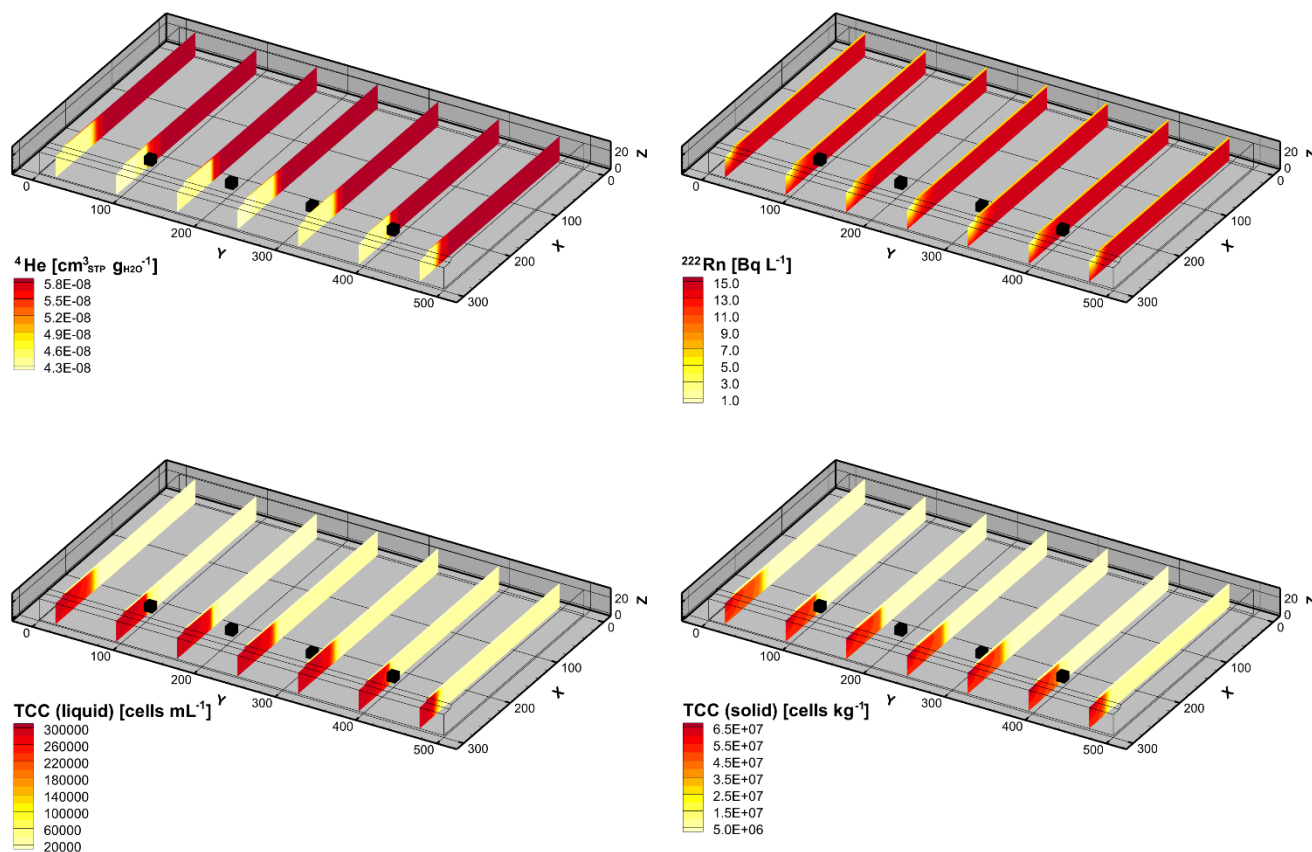 20
0
Z
0
100
X
200
300
0
100
200
Y
300
400
500
⁴He [cm³STP gH2O⁻¹]
5.8E-08
5.5E-08
5.2E-08
4.9E-08
4.6E-08
4.3E-08
20
0
Z
0
100
X
200
300
0
100
200
Y
300
400
500
²²²Rn [Bq L⁻¹]
15.0
13.0
11.0
9.0
7.0
5.0
3.0
1.0
20
0
Z
0
100
X
200
300
0
100
200
Y
300
400
500
TCC (liquid) [cells mL⁻¹]
300000
260000
220000
180000
140000
100000
60000
20000
20
0
Z
0
100
X
200
300
0
100
200
Y
300
400
500
TCC (solid) [cells kg⁻¹]
6.5E+07
5.5E+07
4.5E+07
3.5E+07
2.5E+07
1.5E+07
5.0E+06